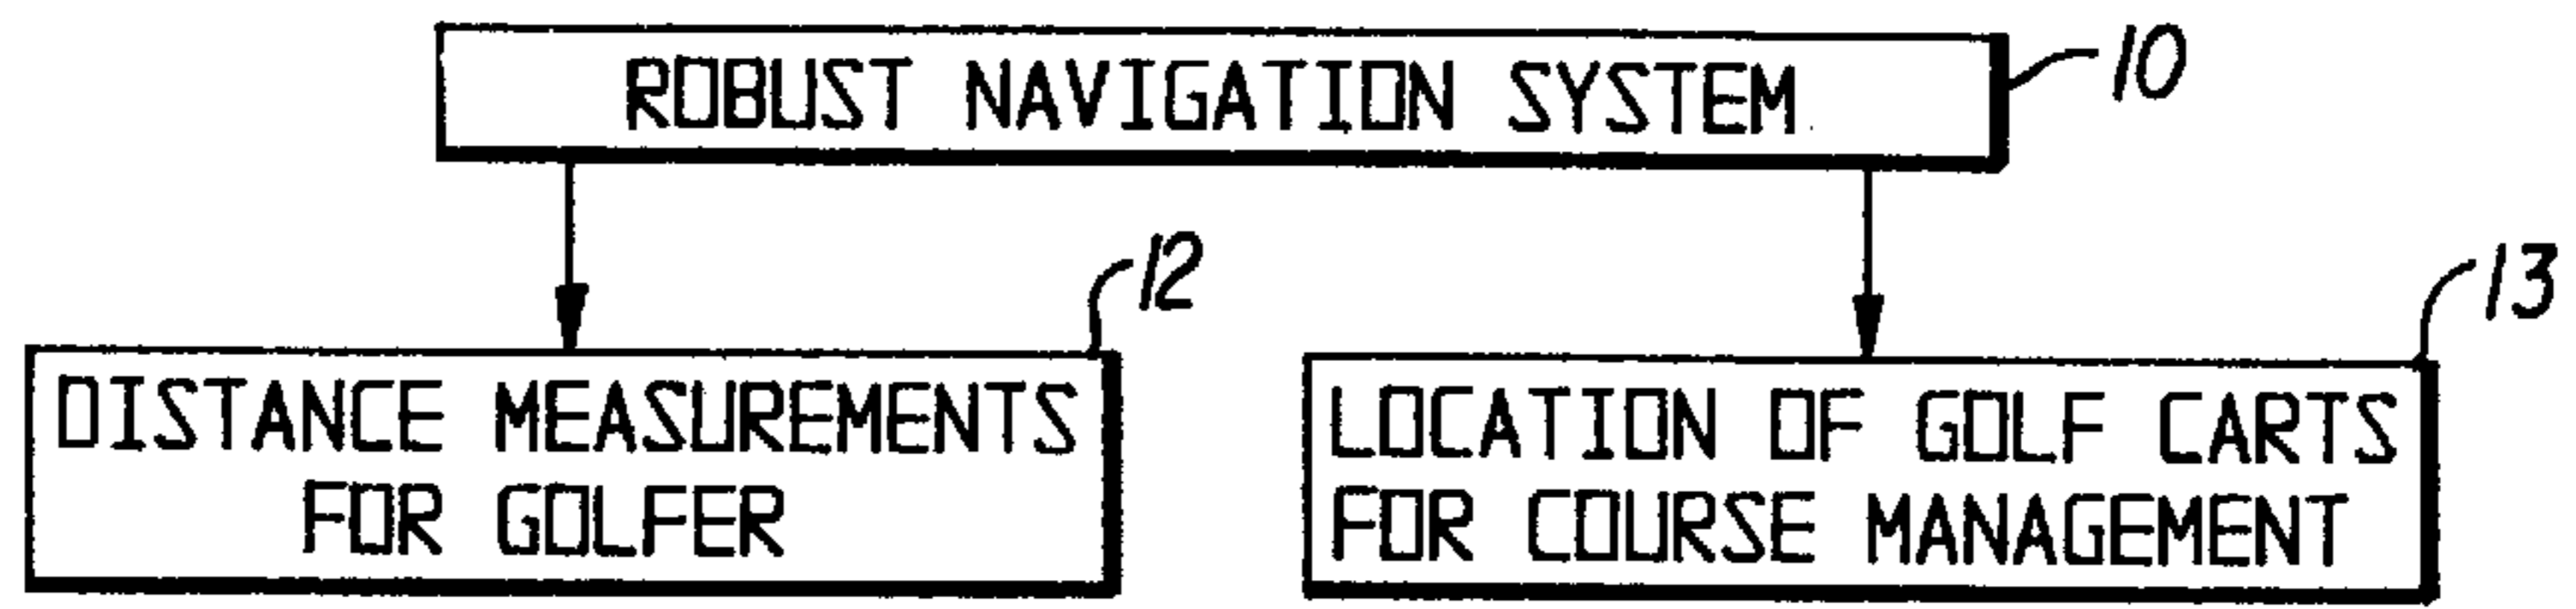 ROBUST NAVIGATION SYSTEM
10
12
13
DISTANCE MEASUREMENTS
FOR GOLFER
LOCATION OF GOLF CARTS
FOR COURSE MANAGEMENT